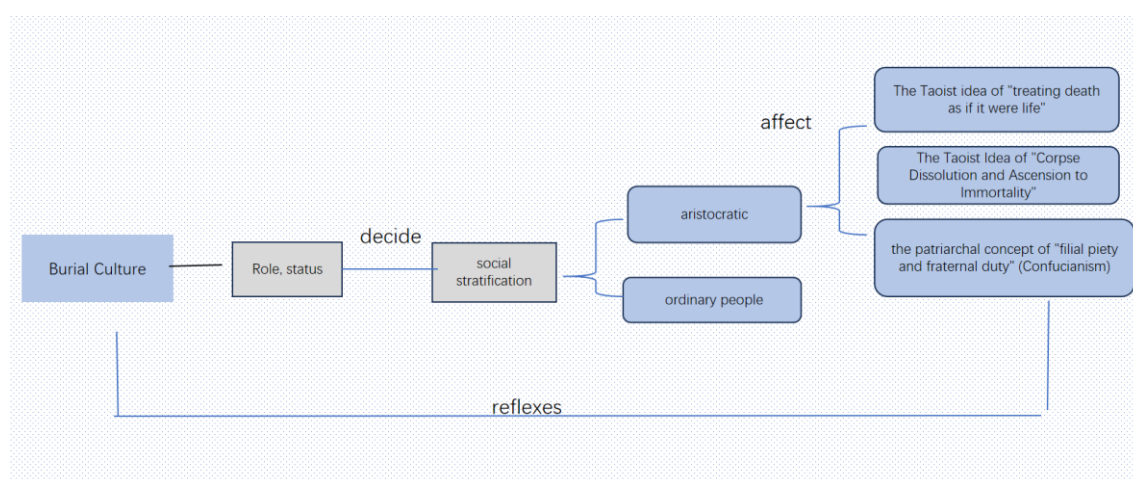 Burial Culture
Role, status
decide
social
stratification
aristocratic
ordinary people
affect
The Taoist idea of "treating death
as if it were life"
The Taoist Idea of "Corpse
Dissolution and Ascension to
Immortality"
the patriarchal concept of "filial piety
and fraternal duty" (Confucianism)
reflexes